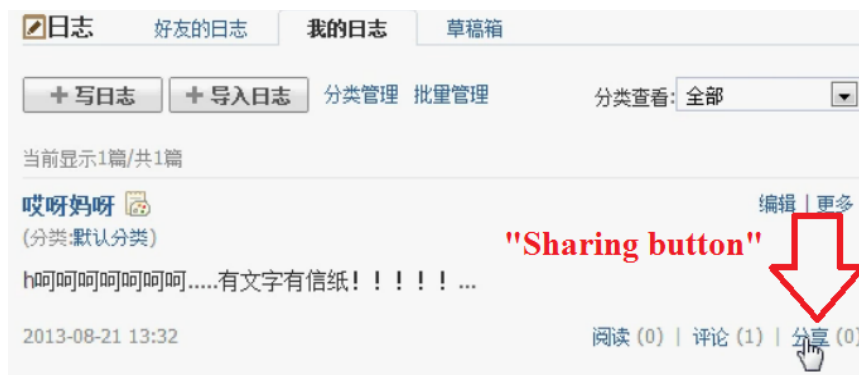 日志 好友的日志 我的日志 草稿箱
+写日志 +导入日志 分类管理 批里管理 分类查看: 全部
当前显示1篇/共1篇
哎呀妈呀 编辑 | 更多
(分类:默认分类)
"Sharing button"
h呵呵呵呵呵呵呵.....有文字有信纸！！！！！...
2013-08-21 13:32 阅读 (0) | 评论 (1) | 分享 (0)